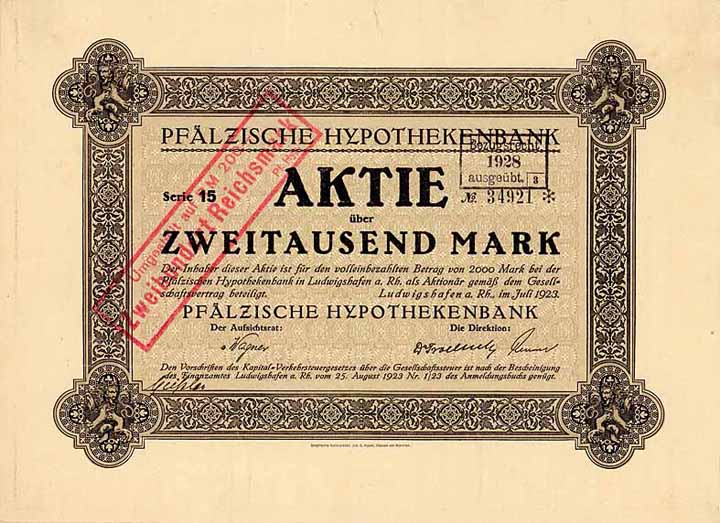 PFÄLZISCHE HYPOTHEKENBANK
Bezugsrecht
1928
ausgeübt. 3
Umgestellt auf RM 200
Zweihundert Reichsmark
Serie 15
AKTIE
№ 34921 *
über
ZWEITAUSEND MARK
Der Inhaber dieser Aktie ist für den volleinbezahlten Betrag von 2000 Mark bei der
Pfälzischen Hypothekenbank in Ludwigshafen a. Rh. als Aktionär gemäß dem Gesell-
schaftsvertrag beteiligt. Ludwigshafen a. Rh., im Juli 1923.
PFÄLZISCHE HYPOTHEKENBANK
Der Aufsichtsrat: Die Direktion:
v. Wagner
Den Vorschriften des Kapital-Verkehrsteuergesetzes über die Gesellschaftssteuer ist nach der Bescheinigung
des Finanzamtes Ludwigshafen a. Rh. vom 25. August 1923 Nr. 1/23 des Anmeldungsbuchs genügt.